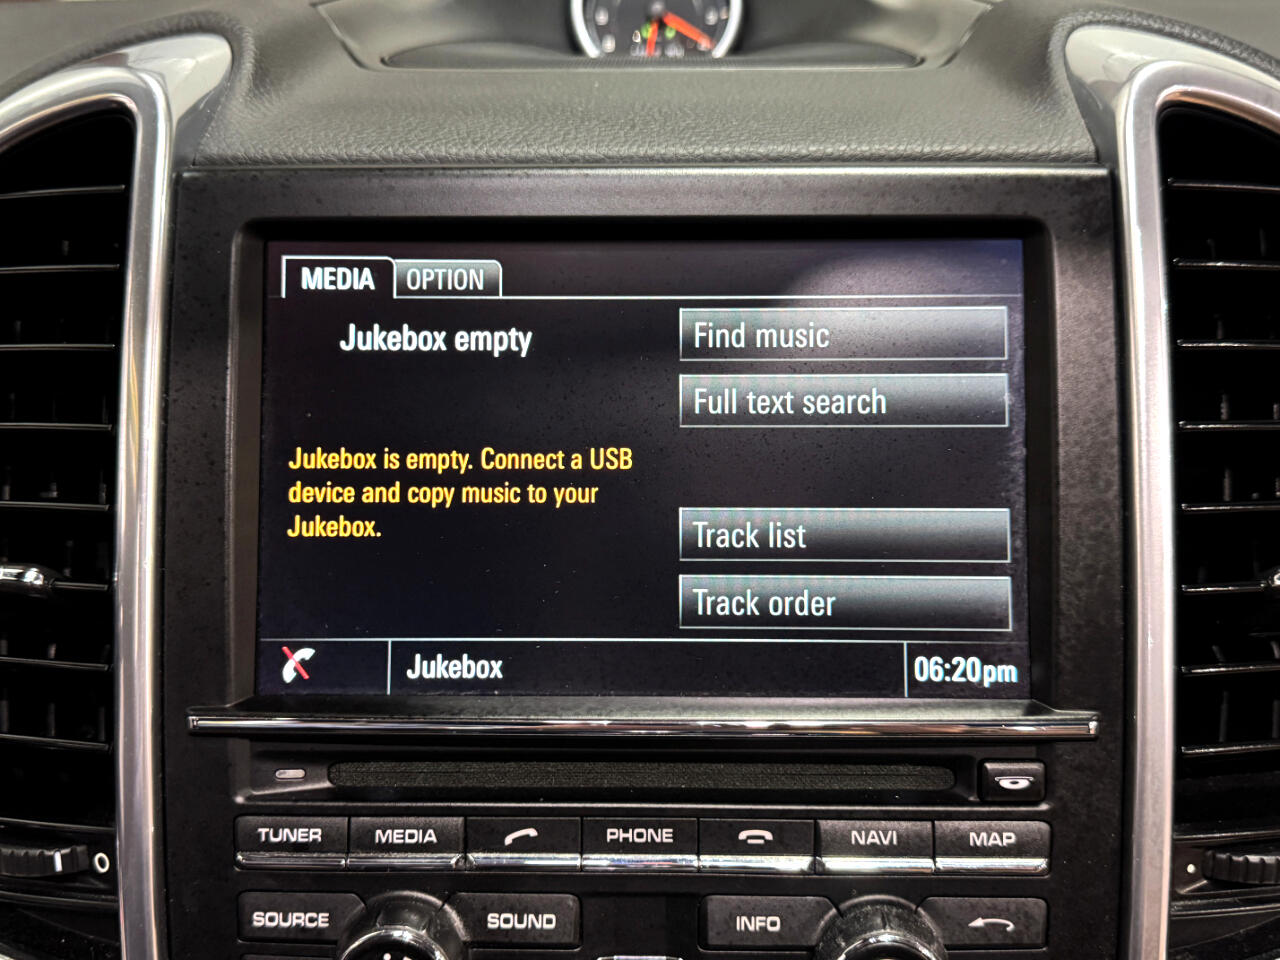 MEDIA OPTION
Jukebox empty
Find music
Full text search
Jukebox is empty. Connect a USB
device and copy music to your
Jukebox.
Track list
Track order
Jukebox 06:20pm
TUNER MEDIA PHONE NAVI MAP
SOURCE SOUND INFO